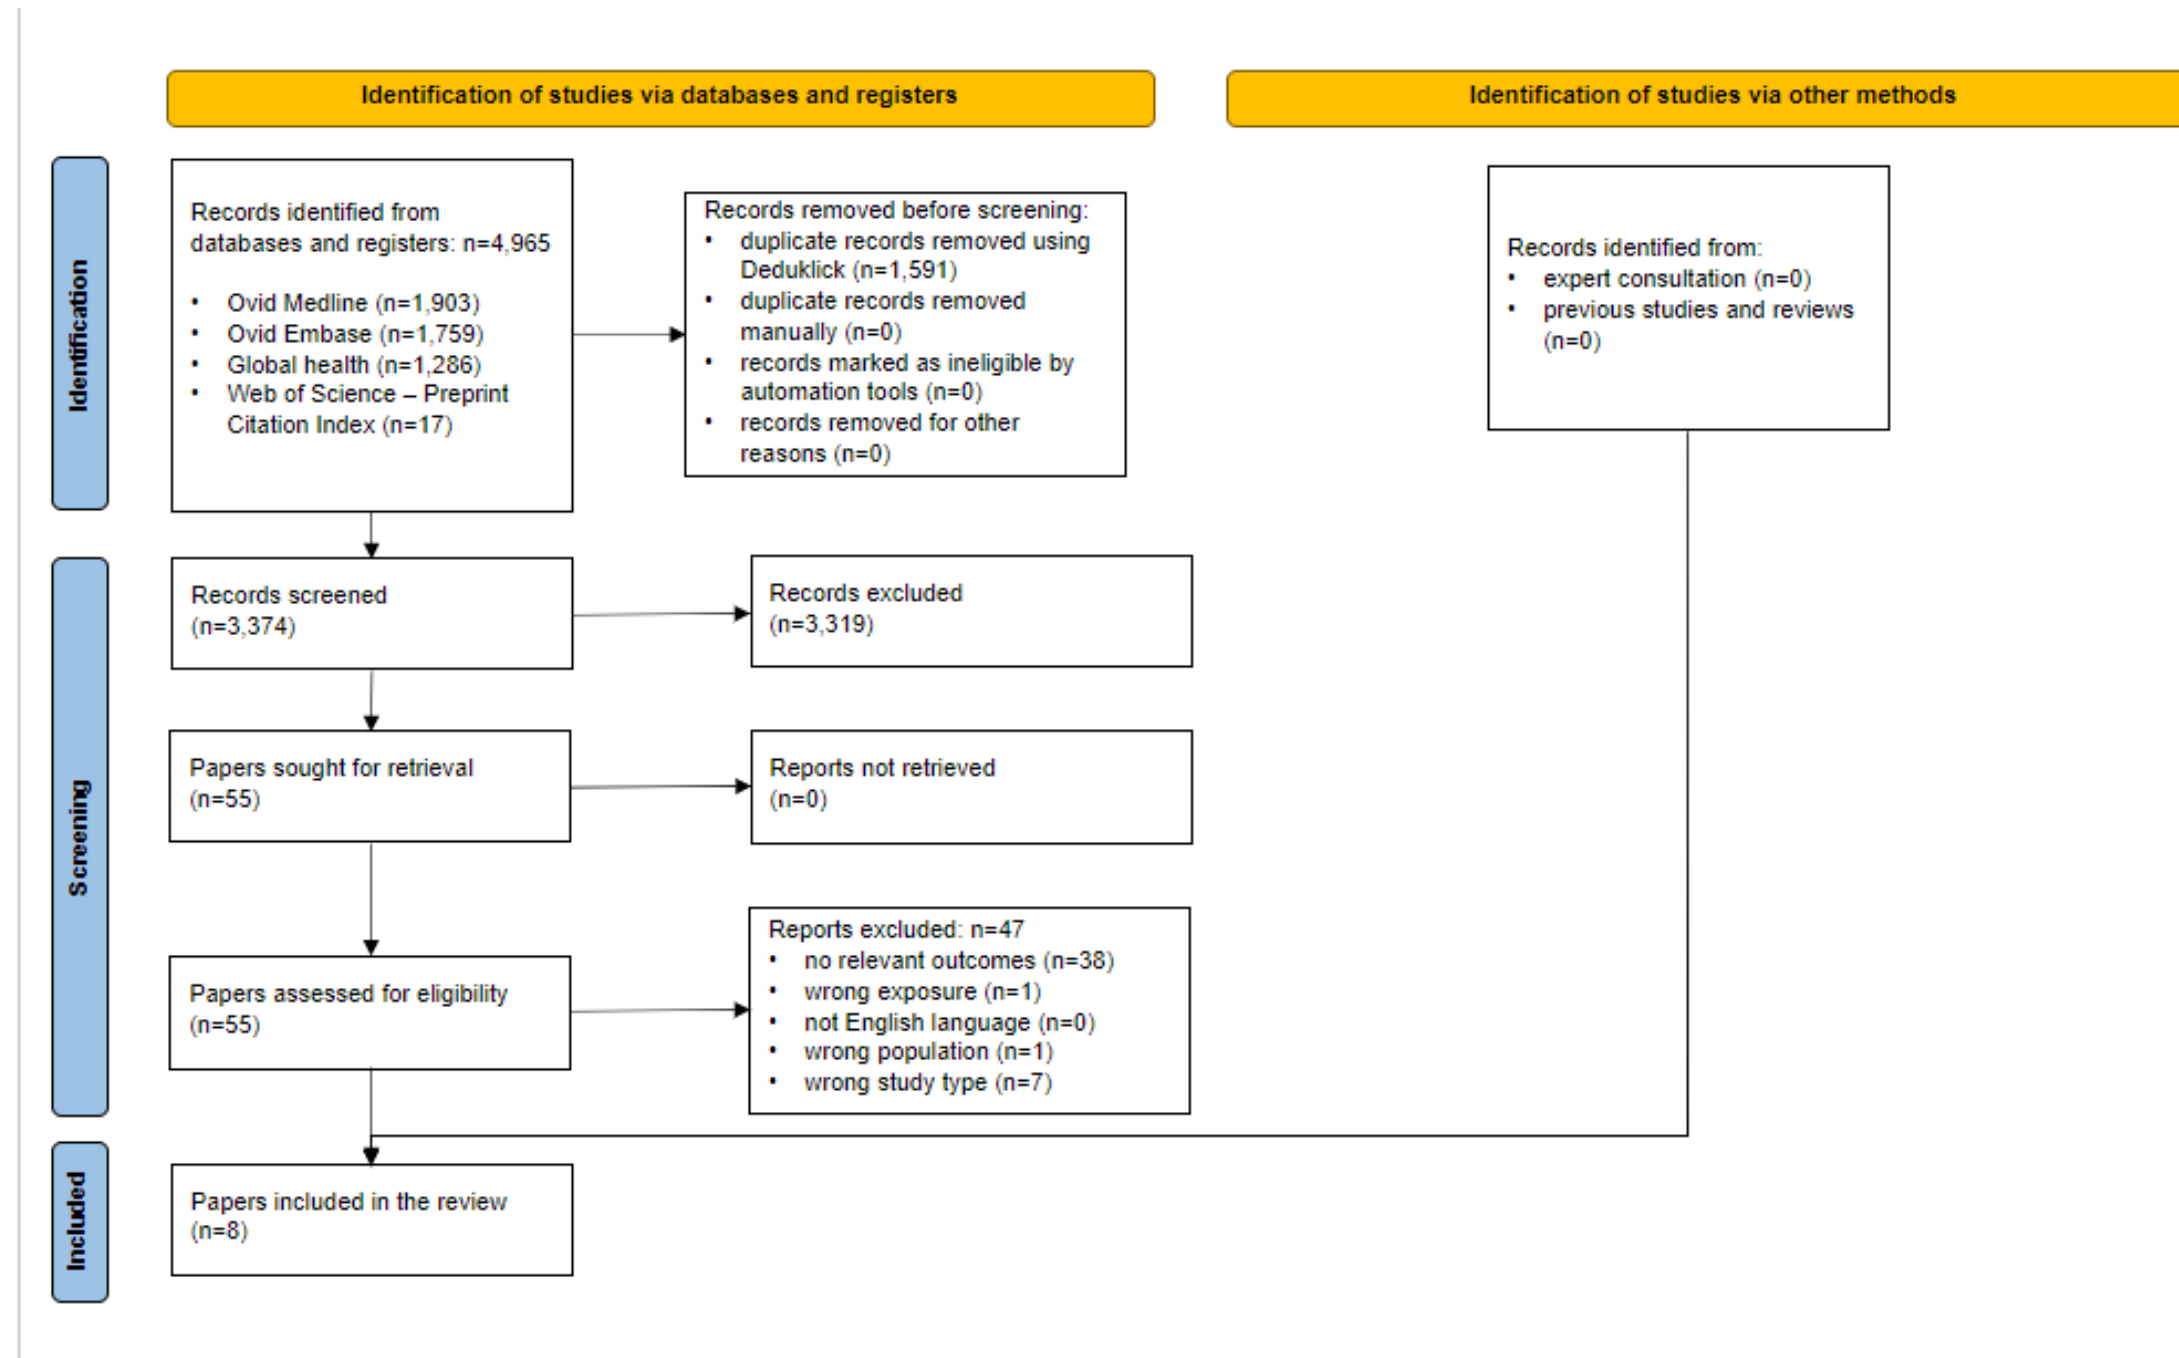 Identification of studies via databases and registers
Identification of studies via other methods
Identification
Records identified from
databases and registers: n=4,965
• Ovid Medline (n=1,903)
• Ovid Embase (n=1,759)
• Global health (n=1,286)
• Web of Science – Preprint
Citation Index (n=17)
Records removed before screening:
• duplicate records removed using
Deduklick (n=1,591)
• duplicate records removed
manually (n=0)
• records marked as ineligible by
automation tools (n=0)
• records removed for other
reasons (n=0)
Records identified from:
• expert consultation (n=0)
• previous studies and reviews
(n=0)
Screening
Records screened
(n=3,374)
Records excluded
(n=3,319)
Papers sought for retrieval
(n=55)
Reports not retrieved
(n=0)
Papers assessed for eligibility
(n=55)
Reports excluded: n=47
• no relevant outcomes (n=38)
• wrong exposure (n=1)
• not English language (n=0)
• wrong population (n=1)
• wrong study type (n=7)
Included
Papers included in the review
(n=8)